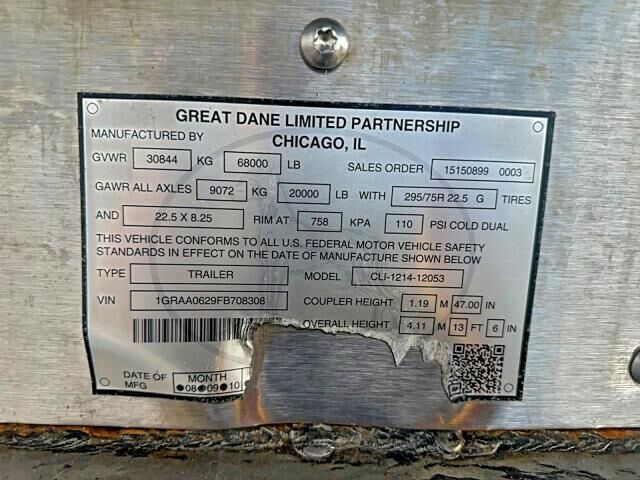 GREAT DANE LIMITED PARTNERSHIP
MANUFACTURED BY CHICAGO, IL
GVWR 30844 KG 68000 LB SALES ORDER 15150899 0003
GAWR ALL AXLES 9072 KG 20000 LB WITH 295/75R 22.5 G TIRES
AND 22.5 X 8.25 RIM AT 758 KPA 110 PSI COLD DUAL
THIS VEHICLE CONFORMS TO ALL U.S. FEDERAL MOTOR VEHICLE SAFETY
STANDARDS IN EFFECT ON THE DATE OF MANUFACTURE SHOWN BELOW
TYPE TRAILER MODEL CLI-1214-12053
VIN 1GRAA0629FB708308 COUPLER HEIGHT 1.19 M 47.00 IN
OVERALL HEIGHT 4.11 M 13 FT 6 IN
DATE OF MFG MONTH
08 09 10